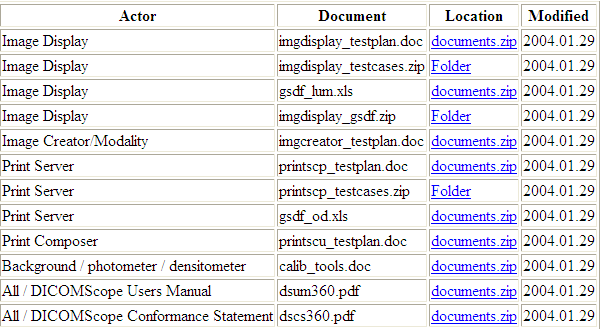 Actor Document Location Modified
Image Display imgdisplay_testplan.doc documents.zip 2004.01.29
Image Display imgdisplay_testcases.zip Folder 2004.01.29
Image Display gsdf_lum.xls documents.zip 2004.01.29
Image Display imgdisplay_gsdf.zip Folder 2004.01.29
Image Creator/Modality imgcreator_testplan.doc documents.zip 2004.01.29
Print Server printscp_testplan.doc documents.zip 2004.01.29
Print Server printscp_testcases.zip Folder 2004.01.29
Print Server gsdf_od.xls documents.zip 2004.01.29
Print Composer printscu_testplan.doc documents.zip 2004.01.29
Background / photometer / densitometer calib_tools.doc documents.zip 2004.01.29
All / DICOMScope Users Manual dsum360.pdf documents.zip 2004.01.29
All / DICOMScope Conformance Statement dscs360.pdf documents.zip 2004.01.29